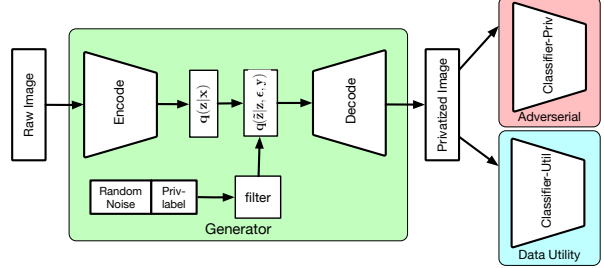 Raw Image
Encode
q(z|x)
q(z̃|z, ϵ, y)
Decode
Random
Noise
Priv-
label
filter
Generator
Privatized Image
Classifier-Priv
Adverserial
Classifier-Util
Data Utility